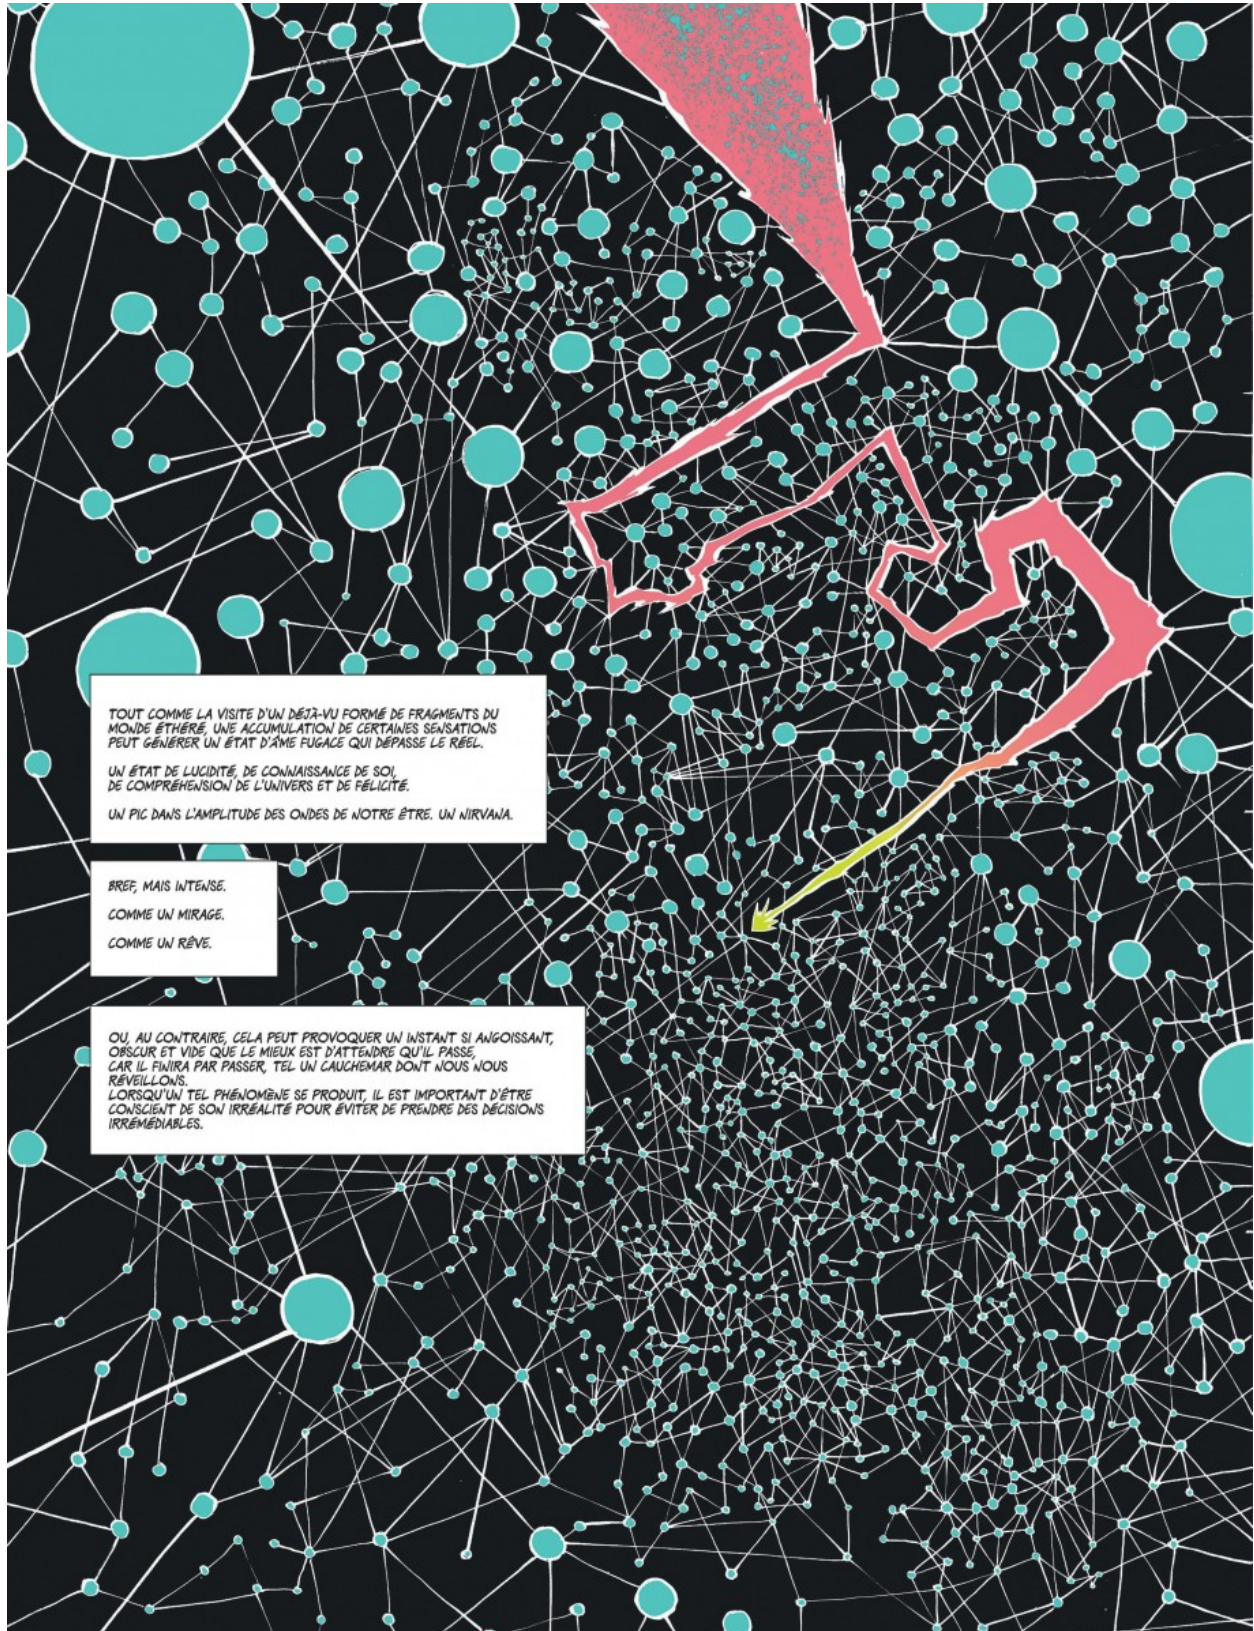 TOUT COMME LA VISITE D'UN DÉJÀ-VU FORMÉ DE FRAGMENTS DU
MONDE ÉTHÉRÉ, UNE ACCUMULATION DE CERTAINES SENSATIONS
PEUT GÉNÉRER UN ÉTAT D'ÂME FUGACE QUI DÉPASSE LE RÉEL.
UN ÉTAT DE LUCIDITÉ, DE CONNAISSANCE DE SOI,
DE COMPRÉHENSION DE L'UNIVERS ET DE FÉLICITÉ.
UN PIC DANS L'AMPLITUDE DES ONDES DE NOTRE ÊTRE. UN NIRVANA.
BREF, MAIS INTENSE.
COMME UN MIRAGE.
COMME UN RÊVE.
OU, AU CONTRAIRE, CELA PEUT PROVOQUER UN INSTANT SI ANGOISSANT,
OBSCUR ET VIDE QUE LE MIEUX EST D'ATTENDRE QU'IL PASSE,
CAR IL FINIRA PAR PASSER, TEL UN CAUCHEMAR DONT NOUS NOUS
RÉVEILLONS.
LORSQU'UN TEL PHÉNOMÈNE SE PRODUIT, IL EST IMPORTANT D'ÊTRE
CONSCIENT DE SON IRRÉALITÉ POUR ÉVITER DE PRENDRE DES DÉCISIONS
IRRÉMÉDIABLES.